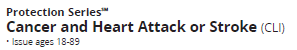 Protection Series℠
Cancer and Heart Attack or Stroke (CLI)
• Issue ages 18-89